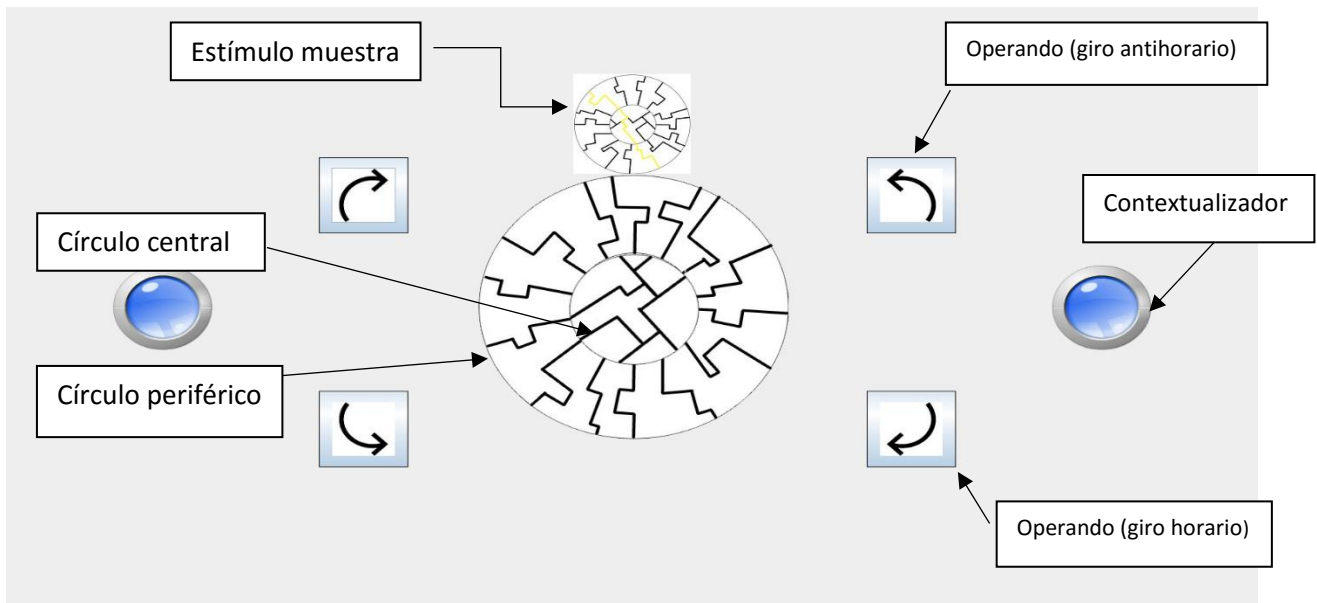 Estímulo muestra
Operando (giro antihorario)
Contextualizador
Círculo central
Círculo periférico
Operando (giro horario)